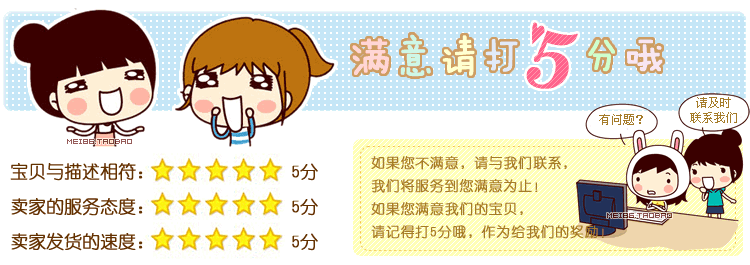 满意请打5分哦
MEIBE.TAOBAO
宝贝与描述相符：5分
卖家的服务态度：5分
卖家发货的速度：5分
有问题？
请及时
联系我们
如果您不满意，请与我们联系，
我们将服务到您满意为止！
如果您满意我们的宝贝，
请记得打5分哦，作为给我们的奖励！
MEIBE.TAOBAO